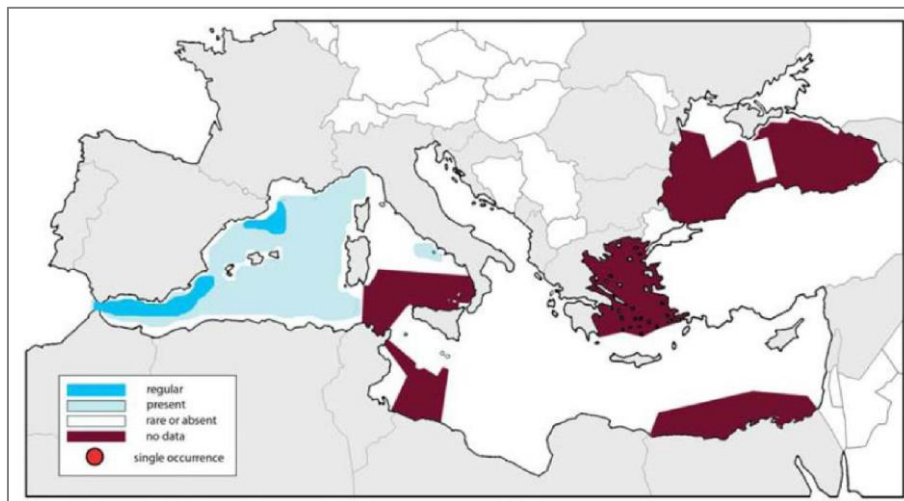 regular
present
rare or absent
no data
single occurrence